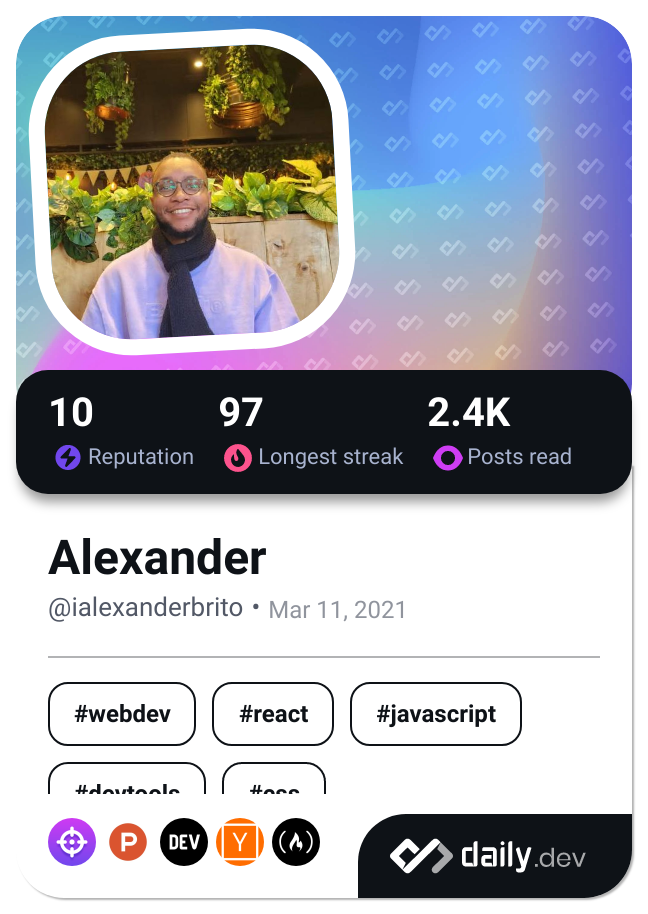 10 97 2.4K
Reputation Longest streak Posts read
Alexander
@ialexanderbrito • Mar 11, 2021
#webdev #react #javascript
#devtools #css
P DEV Y
daily.dev